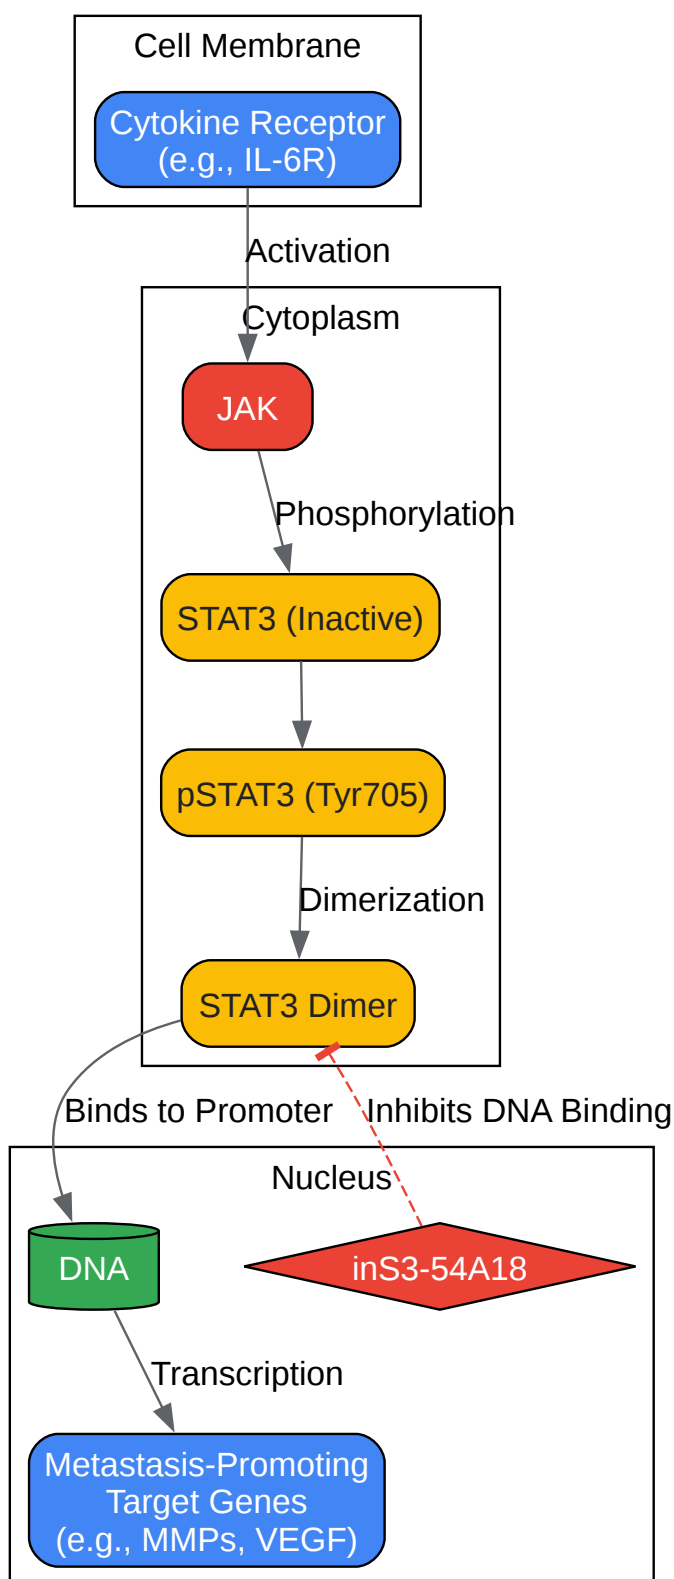 Cell Membrane
Cytokine Receptor
(e.g., IL-6R)
Activation
Cytoplasm
JAK
Phosphorylation
STAT3 (Inactive)
pSTAT3 (Tyr705)
Dimerization
STAT3 Dimer
Binds to Promoter
Inhibits DNA Binding
Nucleus
DNA
inS3-54A18
Transcription
Metastasis-Promoting
Target Genes
(e.g., MMPs, VEGF)